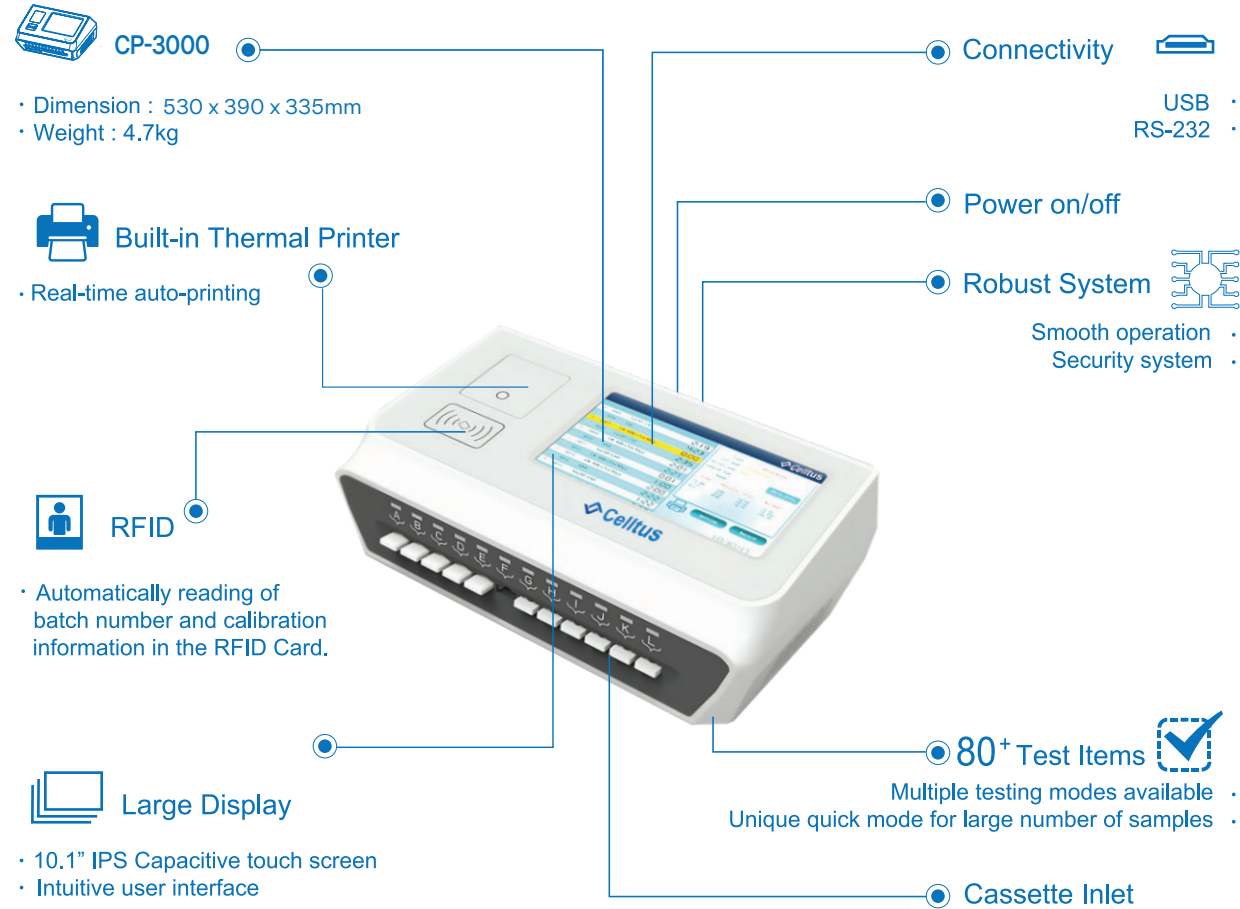 CP-3000
· Dimension : 530 x 390 x 335mm
· Weight : 4.7kg
Built-in Thermal Printer
· Real-time auto-printing
RFID
· Automatically reading of
batch number and calibration
information in the RFID Card.
Large Display
· 10.1” IPS Capacitive touch screen
· Intuitive user interface
Connectivity
USB ·
RS-232 ·
Power on/off
Robust System
Smooth operation ·
Security system ·
Celltus
Celltus
A
B
C
D
E
F
G
H
I
J
K
L
80+ Test Items
Multiple testing modes available ·
Unique quick mode for large number of samples ·
Cassette Inlet